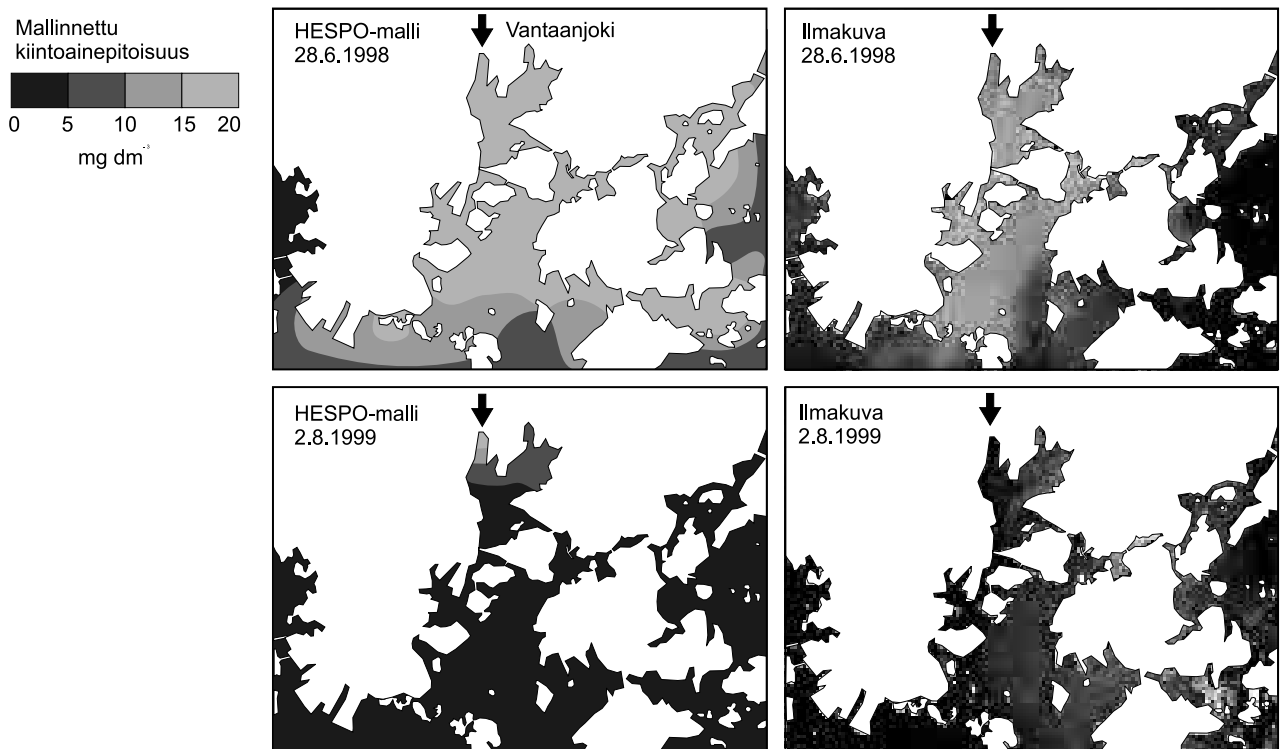 Mallinnettu
kiintoainepitoisuus
0 5 10 15 20
mg dm⁻³
HESPO-malli
28.6.1998
Vantaanjoki
Ilmakuva
28.6.1998
HESPO-malli
2.8.1999
Ilmakuva
2.8.1999